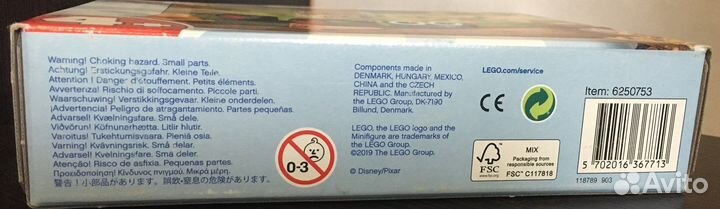 4+
Warning! Choking hazard. Small parts.
Achtung! Erstickungsgefahr. Kleine Teile.
Attention ! Danger d'étouffement. Petits éléments.
Avvertenza! Rischio di soffocamento. Piccole parti.
Waarschuwing! Verstikkingsgevaar. Kleine onderdelen.
¡Advertencia! Peligro de atragantamiento. Partes pequeñas.
Advarsel! Kvælningsfare. Små dele.
Viðvörun! Köfnunarhætta. Litlir hlutir.
Varoitus! Tukehtumisvaara. Pieniä osia.
Varning! Kvävningsrisk. Små delar.
Advarsel! Kvelningsfare. Små deler.
Atenção! Risco de asfixia. Pequenas partes.
Προειδοποίηση! Κίνδυνος πνιγμού. Μικρά μέρη.
警告！小部品があります。誤飲・窒息の危険があります。
0-3
Components made in
DENMARK, HUNGARY, MEXICO,
CHINA and the CZECH
REPUBLIC. Manufactured by
the LEGO Group, DK-7190
Billund, Denmark.
LEGO, the LEGO logo and the
Minifigure are trademarks of
the LEGO Group.
©2019 The LEGO Group.
© Disney/Pixar
LEGO.com/service
CE
FSC
www.fsc.org
MIX
Packaging from
responsible sources
FSC™ C117818
Item: 6250753
5 702016 367713
118789 903
Avito